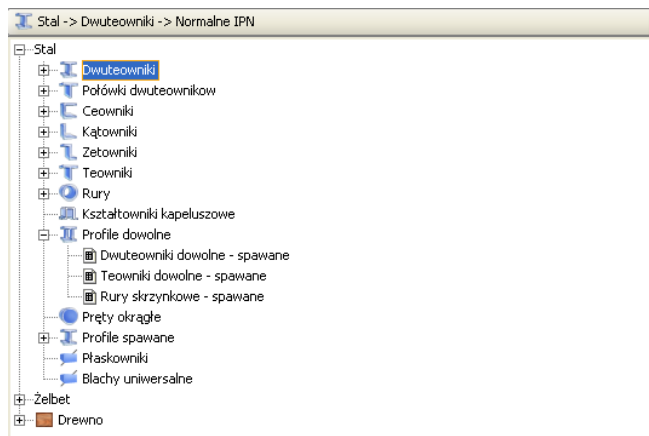 Stal -> Dwuteowniki -> Normalne IPN
Stal
Dwuteowniki
Połówki dwuteownikow
Ceowniki
Kątowniki
Zetowniki
Teowniki
Rury
Kształtowniki kapeluszowe
Profile dowolne
Dwuteowniki dowolne - spawane
Teowniki dowolne - spawane
Rury skrzynkowe - spawane
Pręty okrągłe
Profile spawane
Płaskowniki
Blachy uniwersalne
Żelbet
Drewno